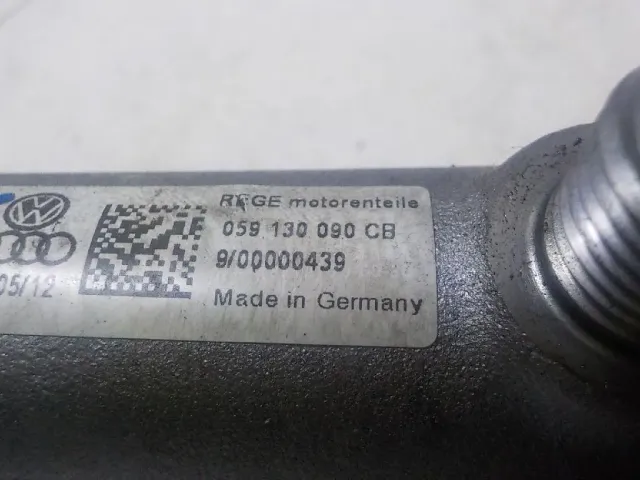 REGE motorenteile
059 130 090 CB
9/00000439
05/12
Made in Germany